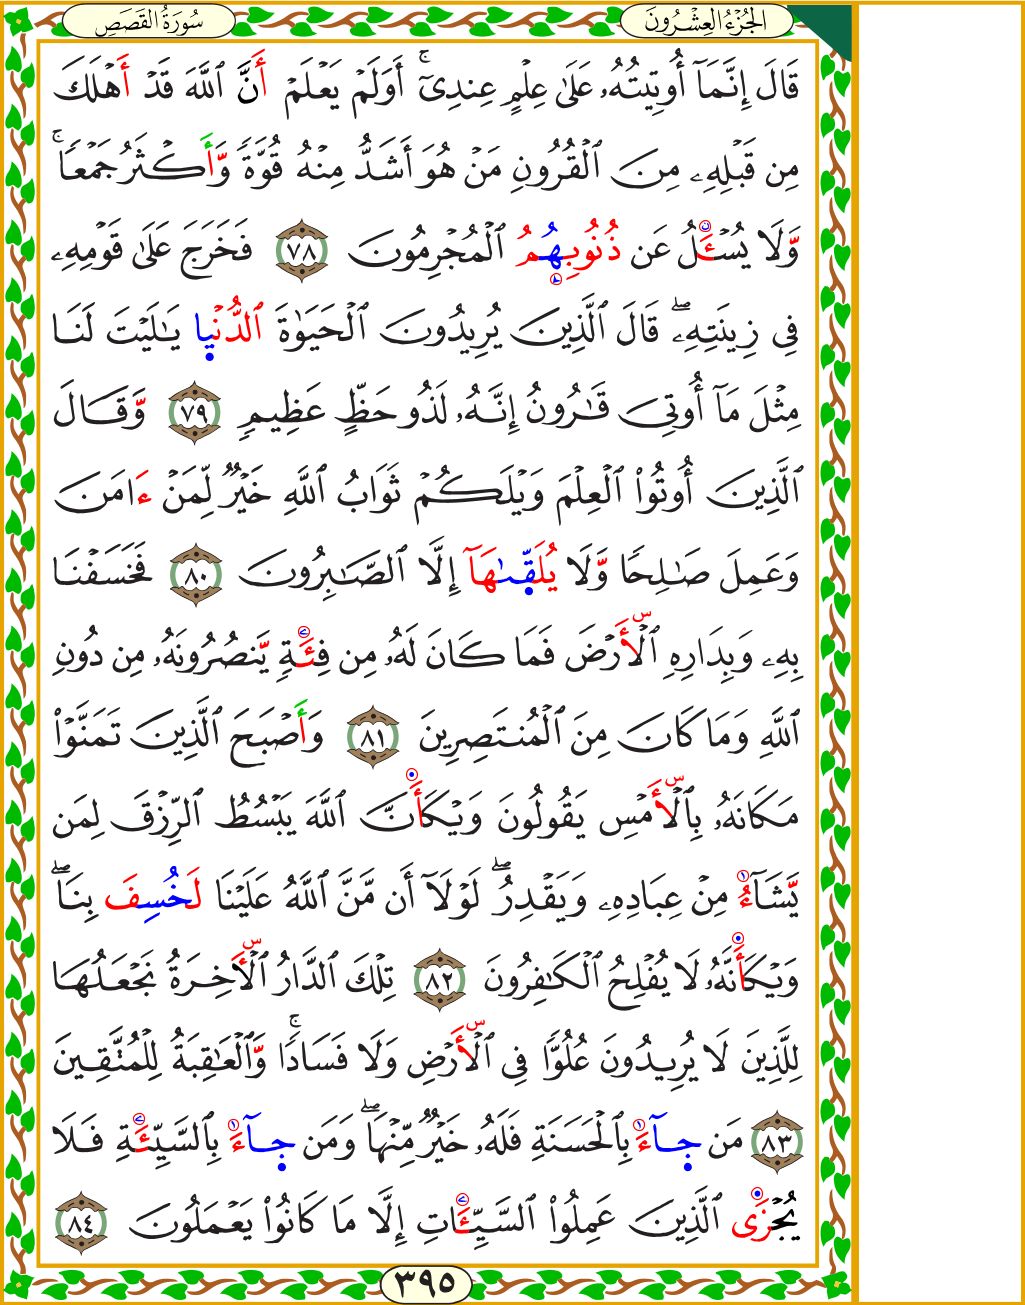 الجُزْءُ العِشْرُونَ
سُورَةُ القَصَصِ
قَالَ إِنَّمَآ أُوتِيتُهُۥ عَلَىٰ عِلْمٍ عِندِىٓ ۚ أَوَلَمْ يَعْلَمْ أَنَّ ٱللَّهَ قَدْ أَهْلَكَ
مِن قَبْلِهِۦ مِنَ ٱلْقُرُونِ مَنْ هُوَ أَشَدُّ مِنْهُ قُوَّةً وَّأَكْثَرُ جَمْعًا ۚ
وَّلَا يُسْـَٔلُ عَن ذُنُوبِهُمُ ٱلْمُجْرِمُونَ ٧٨ فَخَرَجَ عَلَىٰ قَوْمِهِۦ
فِى زِينَتِهِۦ ۖ قَالَ ٱلَّذِينَ يُرِيدُونَ ٱلْحَيَوٰةَ ٱلدُّنْيٜا يَـٰلَيْتَ لَنَا
مِثْلَ مَآ أُوتِىَ قَـٰرُونُ إِنَّهُۥ لَذُو حَظٍّ عَظِيمٍ ٧٩ وَّقَالَ
ٱلَّذِينَ أُوتُوا۟ ٱلْعِلْمَ وَيْلَكُمْ ثَوَابُ ٱللَّهِ خَيْرٌ لِّمَنْ ءَامَنَ
وَعَمِلَ صَـٰلِحًا وَّلَا يُلَقّٜىٰهَآ إِلَّا ٱلصَّـٰبِرُونَ ٨٠ فَخَسَفْنَا
بِهِۦ وَبِدَارِهِ ٱلْأَرْضَ فَمَا كَانَ لَهُۥ مِن فِئَةٍ يَّنصُرُونَهُۥ مِن دُونِ
ٱللَّهِ وَمَا كَانَ مِنَ ٱلْمُنتَصِرِينَ ٨١ وَأَصْبَحَ ٱلَّذِينَ تَمَنَّوْا۟
مَكَانَهُۥ بِٱلْأَمْسِ يَقُولُونَ وَيْكَأَنَّ ٱللَّهَ يَبْسُطُ ٱلرِّزْقَ لِمَن
يَّشَآءُ مِنْ عِبَادِهِۦ وَيَقْدِرُ ۖ لَوْلَآ أَن مَّنَّ ٱللَّهُ عَلَيْنَا لَخُسِفَ بِنَا ۖ
وَيْكَأَنَّهُۥ لَا يُفْلِحُ ٱلْكَـٰفِرُونَ ٨٢ تِلْكَ ٱلدَّارُ ٱلْأَخِرَةُ نَجْعَلُهَا
لِلَّذِينَ لَا يُرِيدُونَ عُلُوًّا فِى ٱلْأَرْضِ وَلَا فَسَادًا ۚ وَّٱلْعَـٰقِبَةُ لِلْمُتَّقِينَ
٨٣ مَن جٜآءَ بِٱلْحَسَنَةِ فَلَهُۥ خَيْرٌ مِّنْهَا ۖ وَمَن جٜآءَ بِٱلسَّيِّئَةِ فَلَا
يُجْزَى ٱلَّذِينَ عَمِلُوا۟ ٱلسَّيِّـَٔاتِ إِلَّا مَا كَانُوا۟ يَعْمَلُونَ ٨٤
٣٩٥